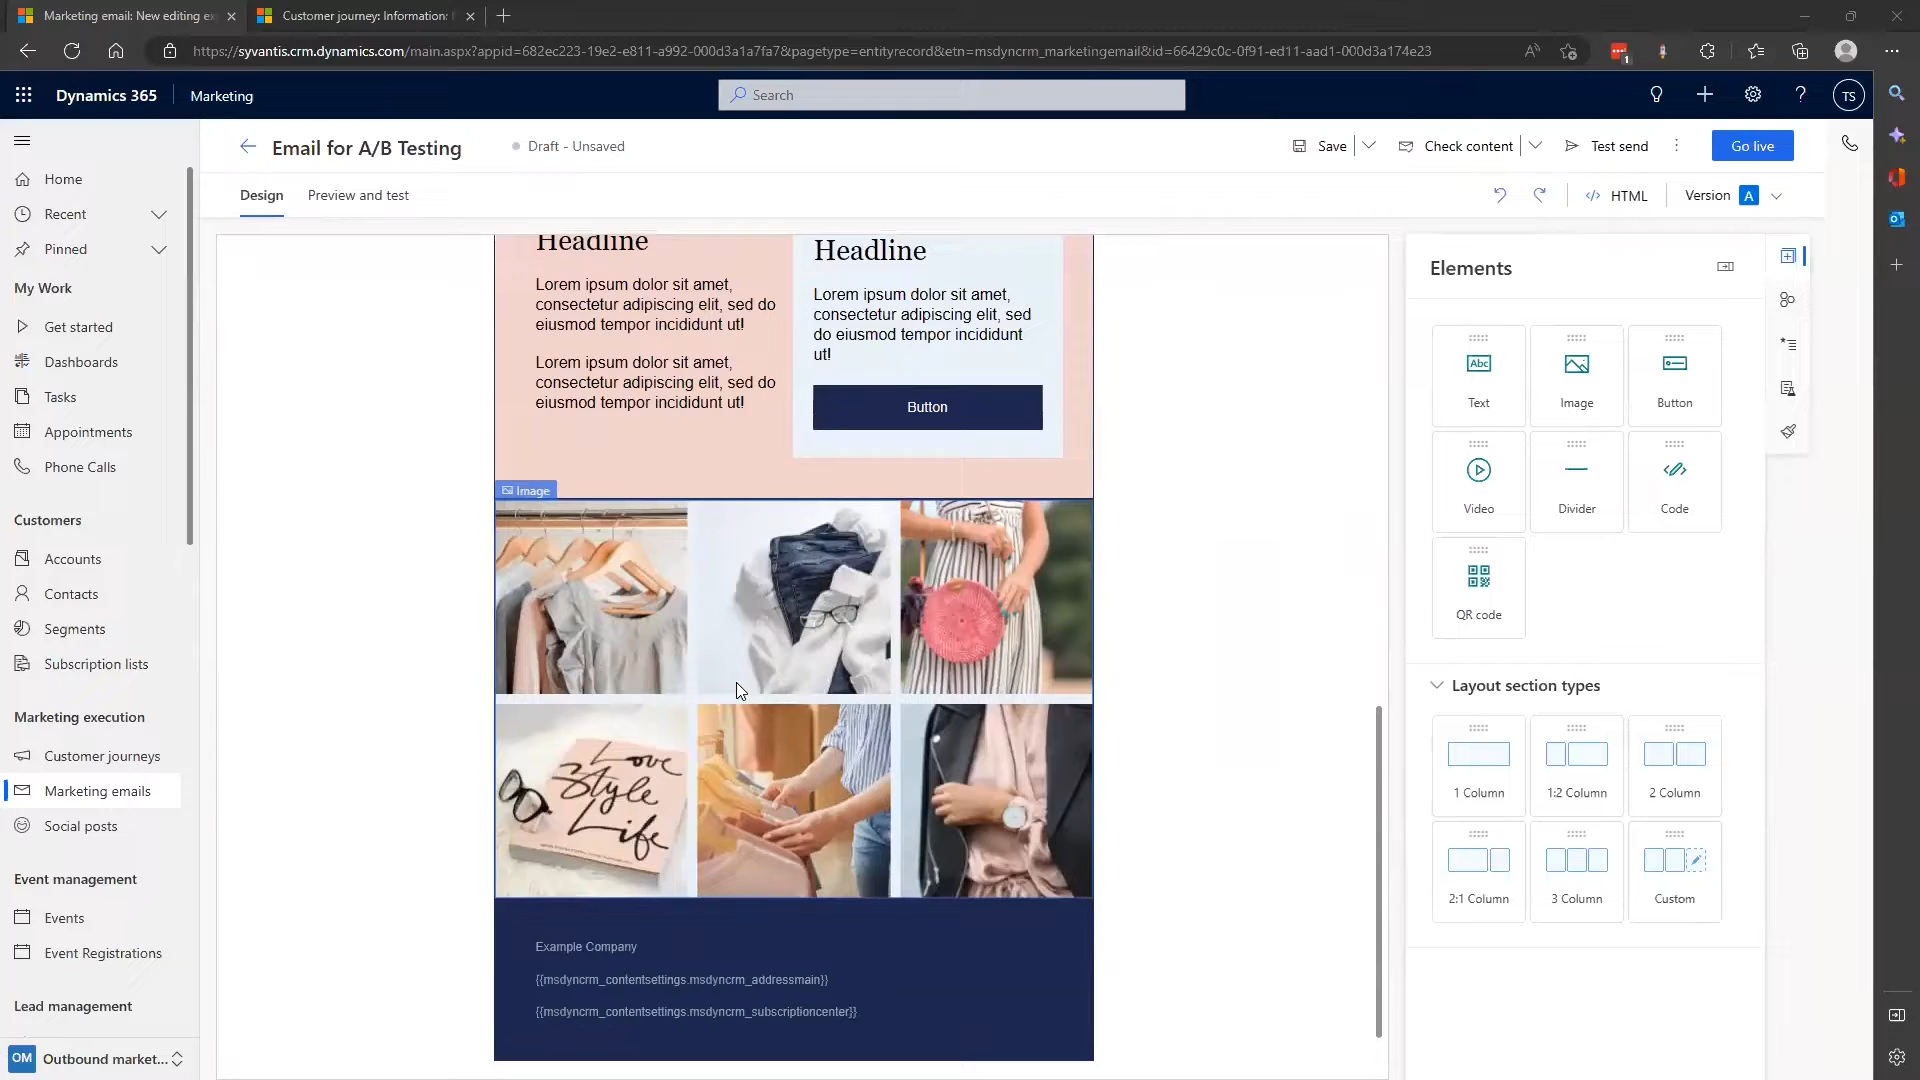 Marketing email: New editing ex
Customer journey: Information:
https://syvantis.crm.dynamics.com/main.aspx?appid=682ec223-19e2-e811-a992-000d3a1a7fa7&pagetype=entityrecord&etn=msdyncrm_marketingemail&id=66429c0c-0f91-ed11-aad1-000d3a174e23
1
Dynamics 365
Marketing
Search
TS
Email for A/B Testing
Draft - Unsaved
Save
Check content
Test send
Go live
Design
Preview and test
HTML
Version A
Home
Recent
Pinned
My Work
Get started
Dashboards
Tasks
Appointments
Phone Calls
Customers
Accounts
Contacts
Segments
Subscription lists
Marketing execution
Customer journeys
Marketing emails
Social posts
Event management
Events
Event Registrations
Lead management
OM Outbound market...
Headline
Lorem ipsum dolor sit amet,
consectetur adipiscing elit, sed do
eiusmod tempor incididunt ut!
Lorem ipsum dolor sit amet,
consectetur adipiscing elit, sed do
eiusmod tempor incididunt ut!
Headline
Lorem ipsum dolor sit amet,
consectetur adipiscing elit, sed
do eiusmod tempor incididunt
ut!
Button
Image
Love
Style
Life
Example Company
{{msdyncrm_contentsettings.msdyncrm_addressmain}}
{{msdyncrm_contentsettings.msdyncrm_subscriptioncenter}}
Elements
Abc
Text
Image
Button
Video
Divider
Code
QR code
Layout section types
1 Column
1:2 Column
2 Column
2:1 Column
3 Column
Custom